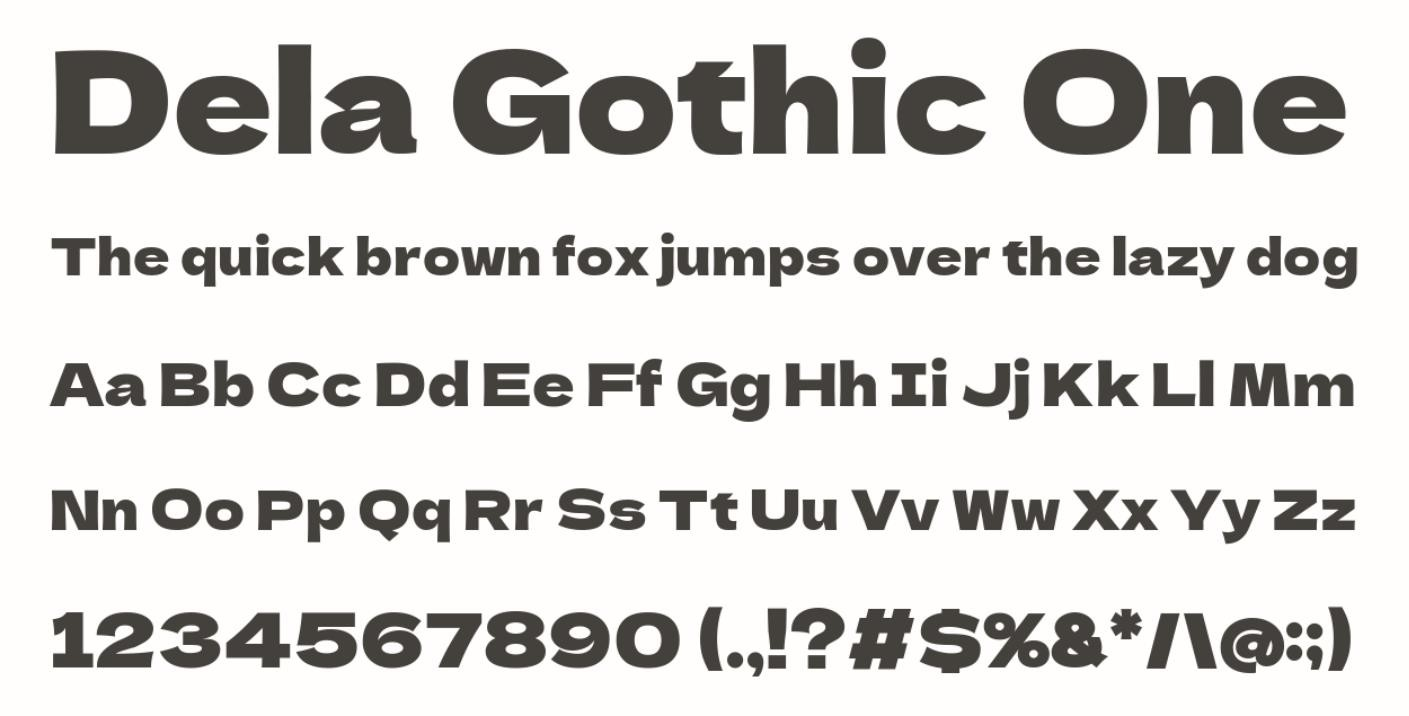 Dela Gothic One
The quick brown fox jumps over the lazy dog
Aa Bb Cc Dd Ee Ff Gg Hh Ii Jj Kk Ll Mm
Nn Oo Pp Qq Rr Ss Tt Uu Vv Ww Xx Yy Zz
1234567890 (.,!?#$%&*/\@:;)